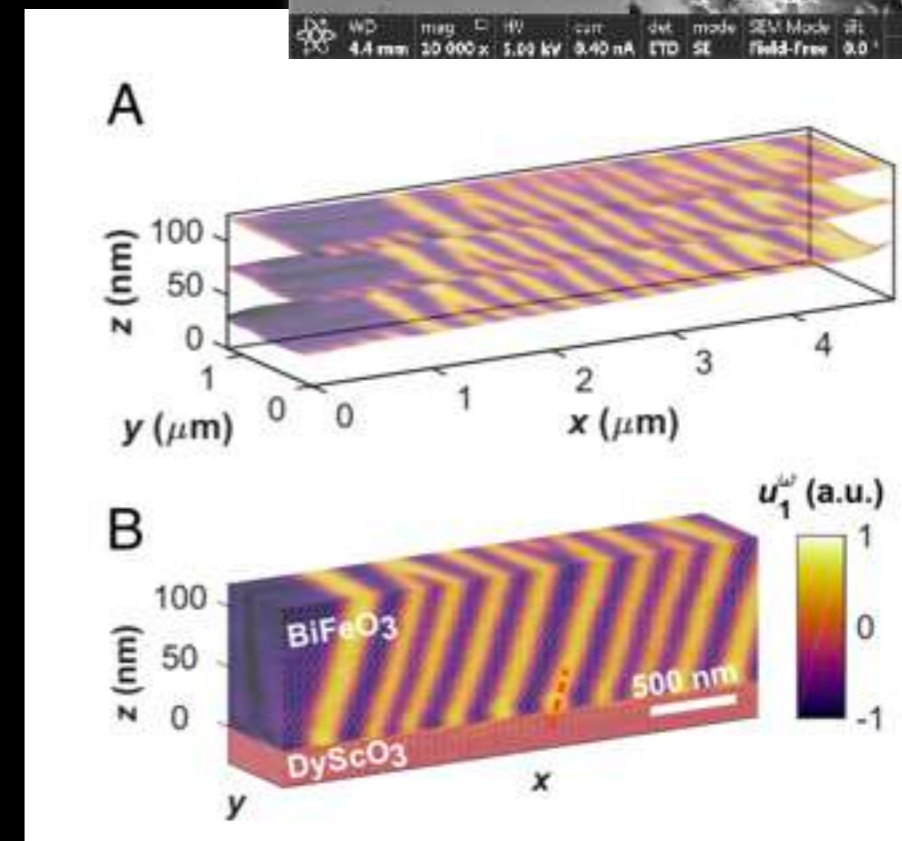 WD mag HV curr det mode SEM Mode tilt
4.4 mm 20 000 x 5.00 kV 0.40 nA ETD SE Field-Free 0.0 °
A
100
50
0
z (nm)
1
0
y (μm)
0
1
2
3
4
x (μm)
B
u₁^ω (a.u.)
1
0
-1
100
50
0
z (nm)
BiFeO3
500 nm
DyScO3
x
y